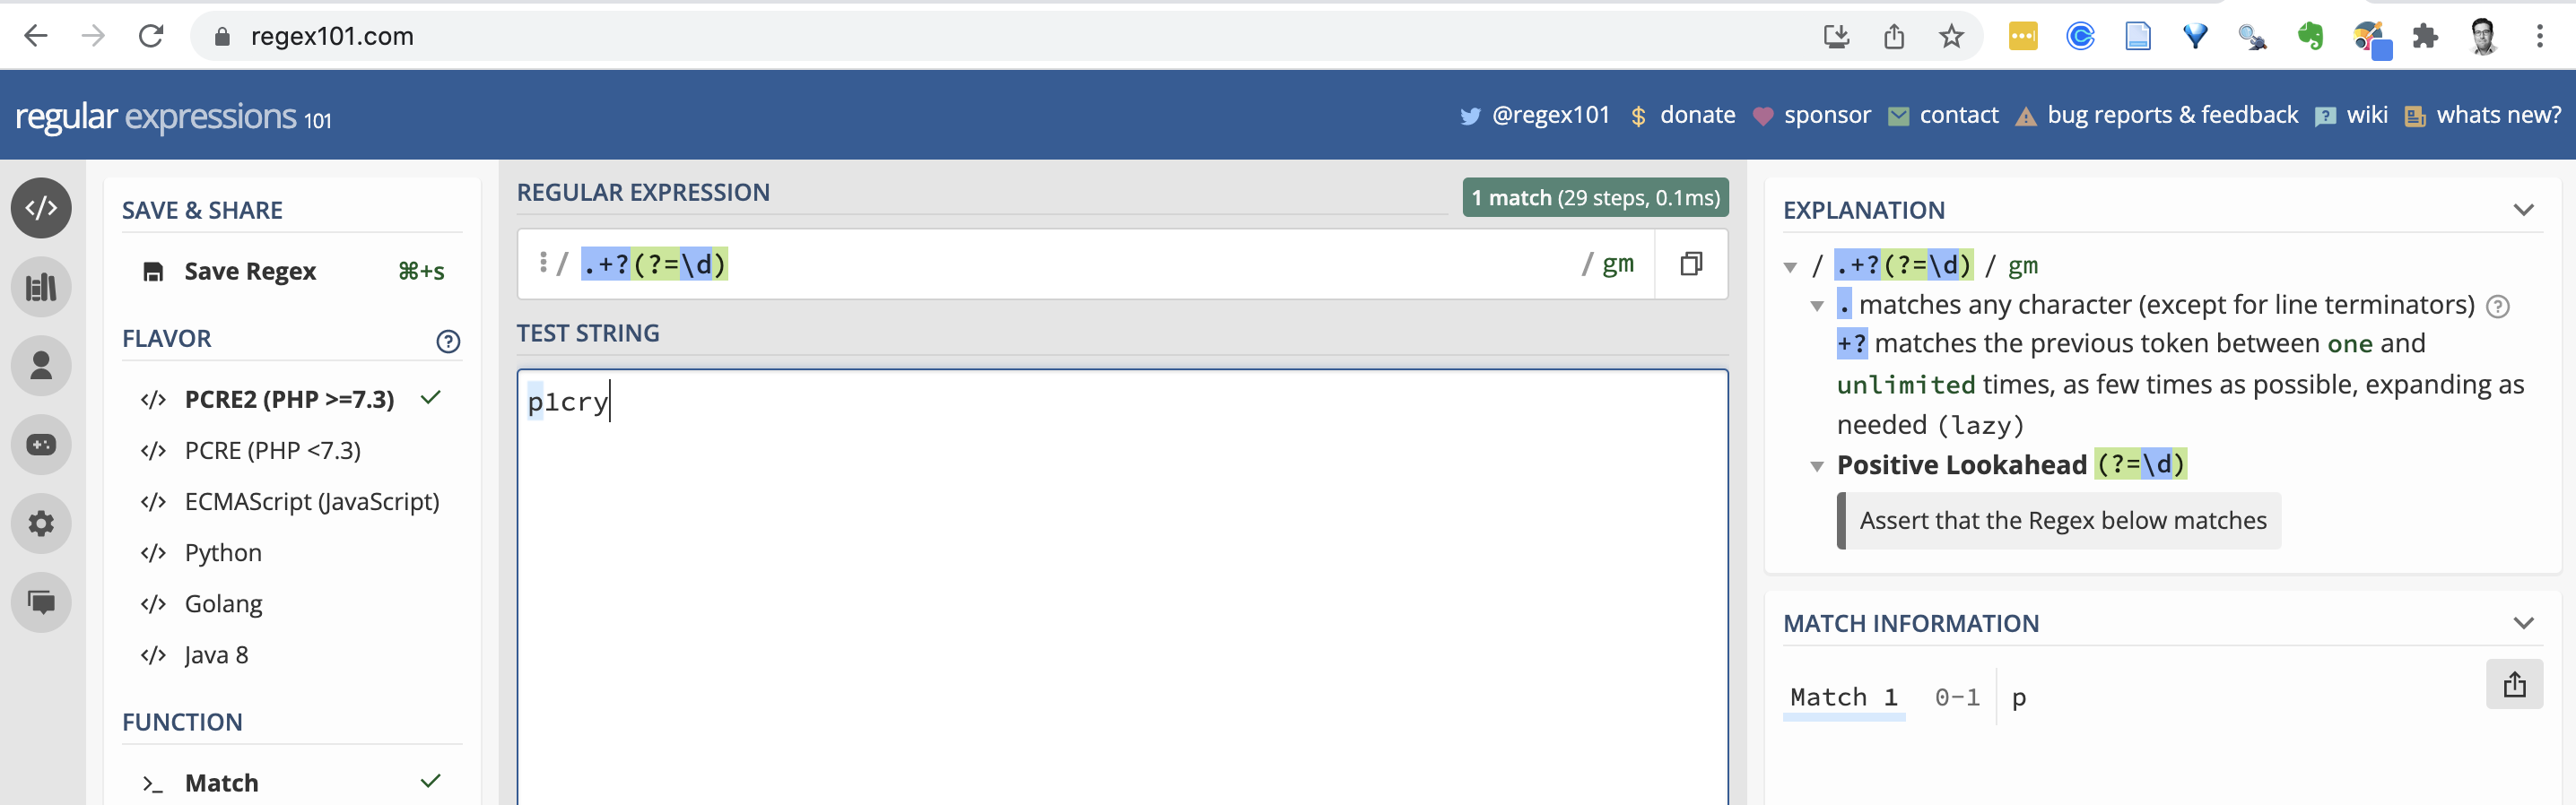 regex101.com
regular expressions 101
@regex101 $ donate sponsor contact bug reports & feedback wiki whats new?
SAVE & SHARE
Save Regex ⌘+s
FLAVOR
PCRE2 (PHP >=7.3)
PCRE (PHP <7.3)
ECMAScript (JavaScript)
Python
Golang
Java 8
FUNCTION
Match
REGULAR EXPRESSION
1 match (29 steps, 0.1ms)
/ .+?(?=\d) / gm
TEST STRING
p1cry
EXPLANATION
/ .+?(?=\d) / gm
. matches any character (except for line terminators)
+? matches the previous token between one and
unlimited times, as few times as possible, expanding as
needed (lazy)
Positive Lookahead (?=\d)
Assert that the Regex below matches
MATCH INFORMATION
Match 1 0-1 p